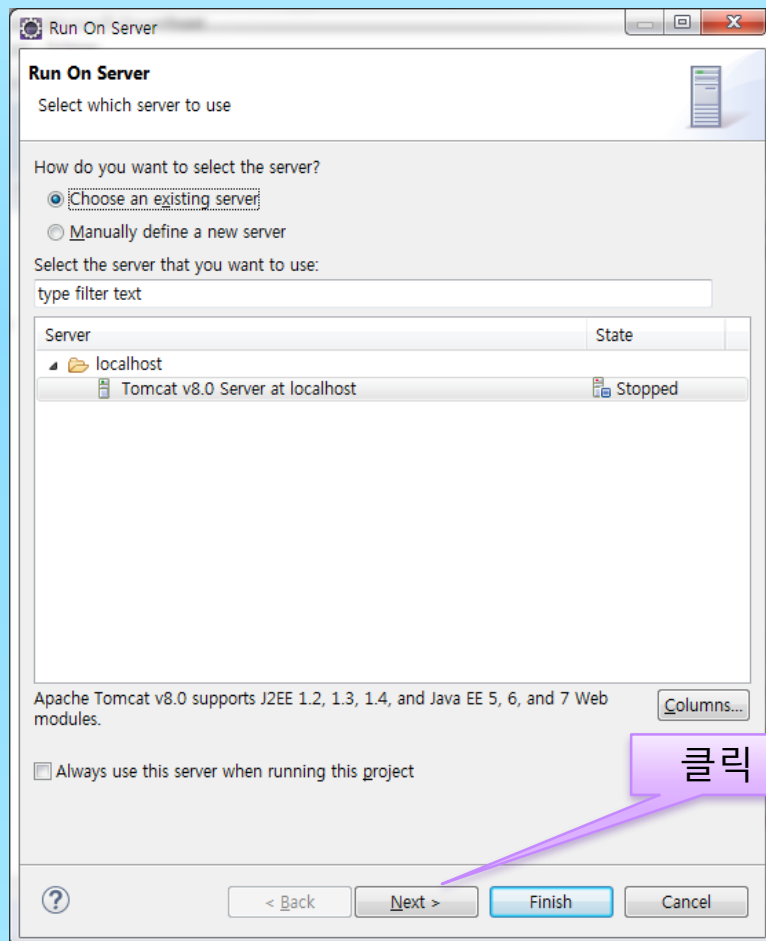 Run On Server
Run On Server
Select which server to use
How do you want to select the server?
Choose an existing server
Manually define a new server
Select the server that you want to use:
type filter text
Server State
localhost
Tomcat v8.0 Server at localhost Stopped
Apache Tomcat v8.0 supports J2EE 1.2, 1.3, 1.4, and Java EE 5, 6, and 7 Web
modules.
Columns...
클릭
Always use this server when running this project
? < Back Next > Finish Cancel